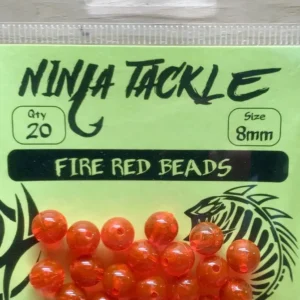 NINJA TACKLE
Qty
20
Size
8mm
FIRE RED BEADS